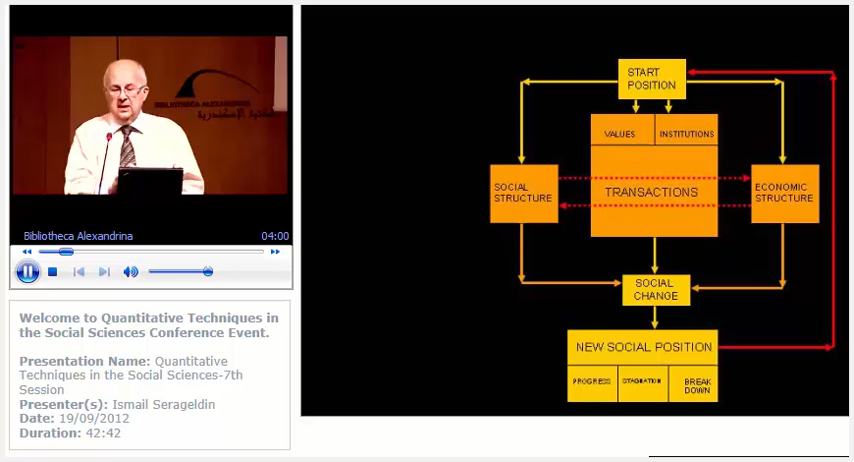 BIBLIOTHECA ALEXANDRINA
مكتبة الإسكندرية
Bibliotheca Alexandrina
04:00
Welcome to Quantitative Techniques in
the Social Sciences Conference Event.
Presentation Name: Quantitative
Techniques in the Social Sciences-7th
Session
Presenter(s): Ismail Serageldin
Date: 19/09/2012
Duration: 42:42
START
POSITION
VALUES
INSTITUTIONS
SOCIAL
STRUCTURE
TRANSACTIONS
ECONOMIC
STRUCTURE
SOCIAL
CHANGE
NEW SOCIAL POSITION
PROGRESS
STAGNATION
BREAK
DOWN